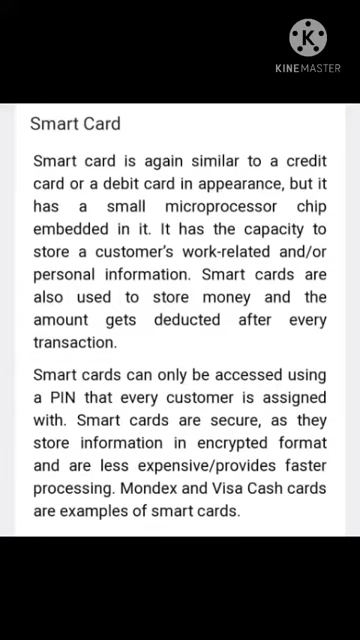 KINEMASTER
Smart Card
Smart card is again similar to a credit
card or a debit card in appearance, but it
has a small microprocessor chip
embedded in it. It has the capacity to
store a customer's work-related and/or
personal information. Smart cards are
also used to store money and the
amount gets deducted after every
transaction.
Smart cards can only be accessed using
a PIN that every customer is assigned
with. Smart cards are secure, as they
store information in encrypted format
and are less expensive/provides faster
processing. Mondex and Visa Cash cards
are examples of smart cards.